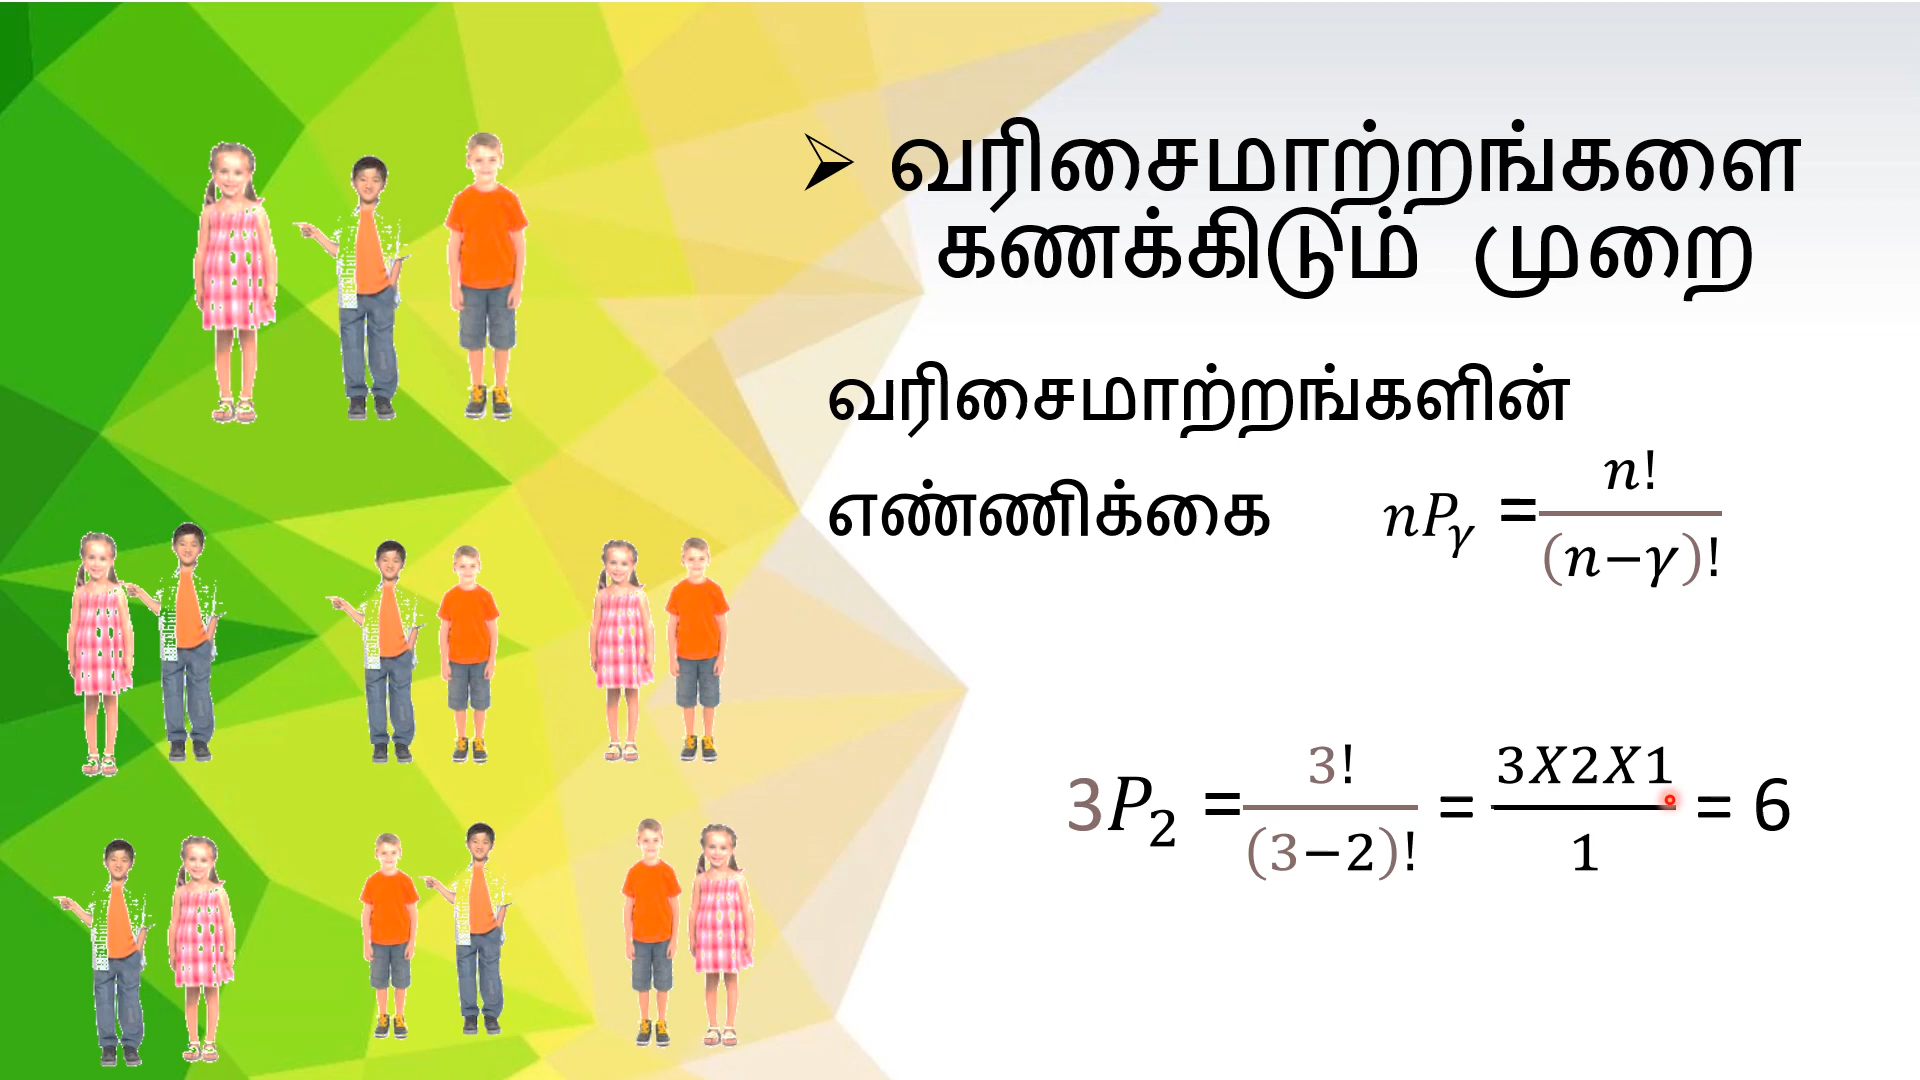 ➢ வரிசைமாற்றங்களை
கணக்கிடும் முறை
வரிசைமாற்றங்களின்
எண்ணிக்கை nPᵧ = n! / (n−γ)!
3P₂ = 3! / (3−2)! = 3X2X1 / 1 = 6